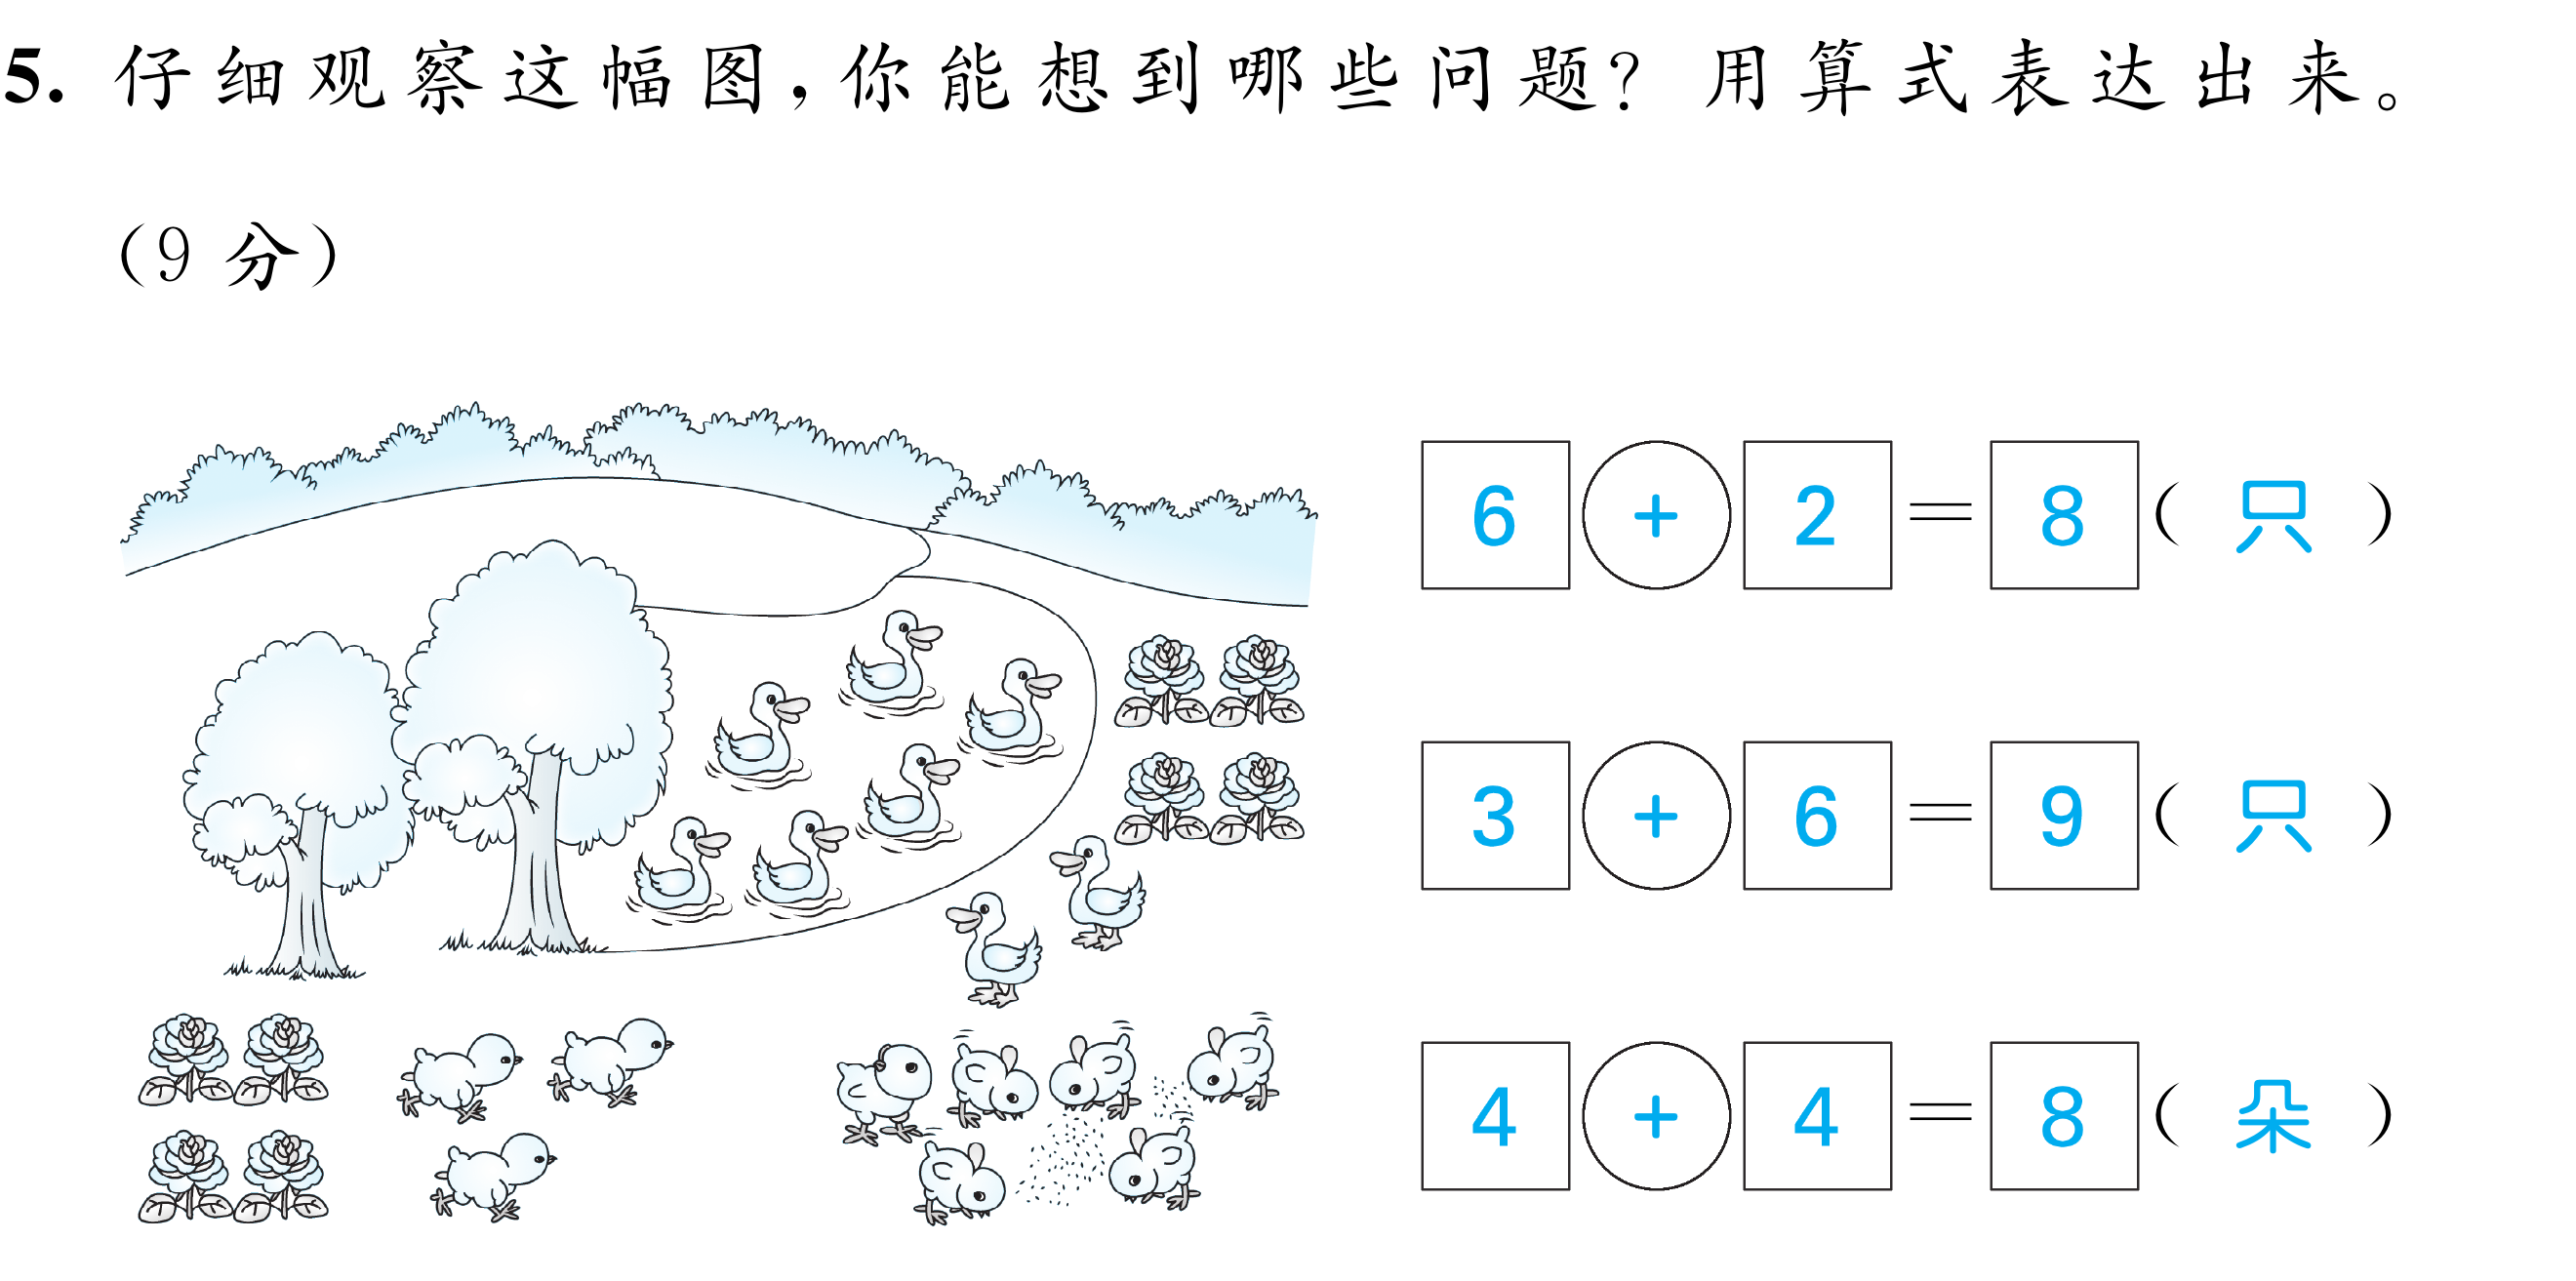 5. 仔细观察这幅图,你能想到哪些问题? 用算式表达出来。
(9 分)
6 + 2 = 8 ( 只 )
3 + 6 = 9 ( 只 )
4 + 4 = 8 ( 朵 )